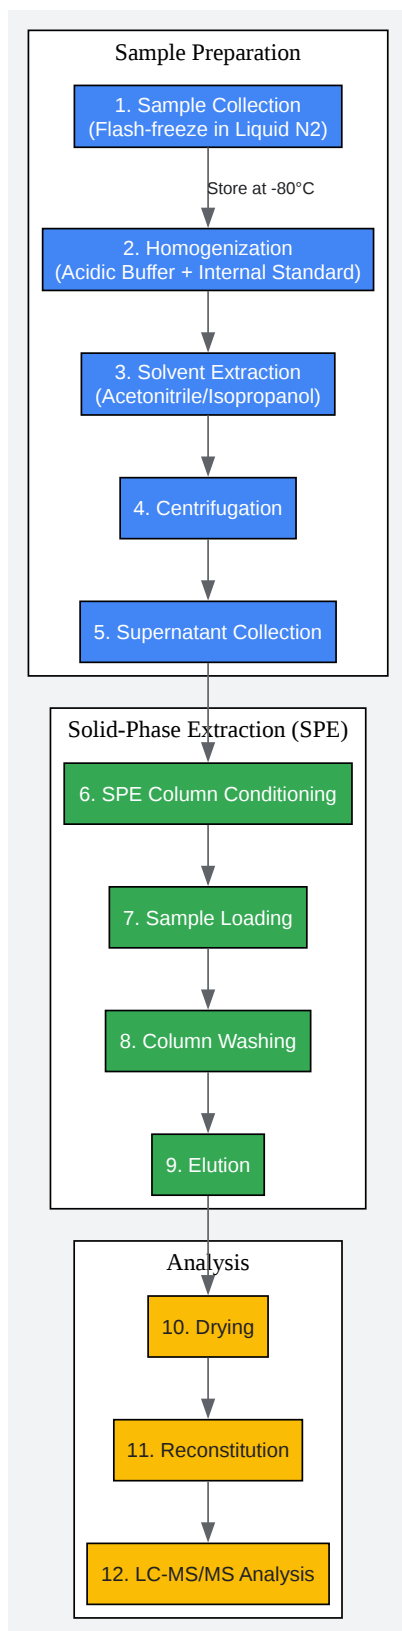 Sample Preparation
1. Sample Collection
(Flash-freeze in Liquid N2)
Store at -80°C
2. Homogenization
(Acidic Buffer + Internal Standard)
3. Solvent Extraction
(Acetonitrile/Isopropanol)
4. Centrifugation
5. Supernatant Collection
Solid-Phase Extraction (SPE)
6. SPE Column Conditioning
7. Sample Loading
8. Column Washing
9. Elution
Analysis
10. Drying
11. Reconstitution
12. LC-MS/MS Analysis